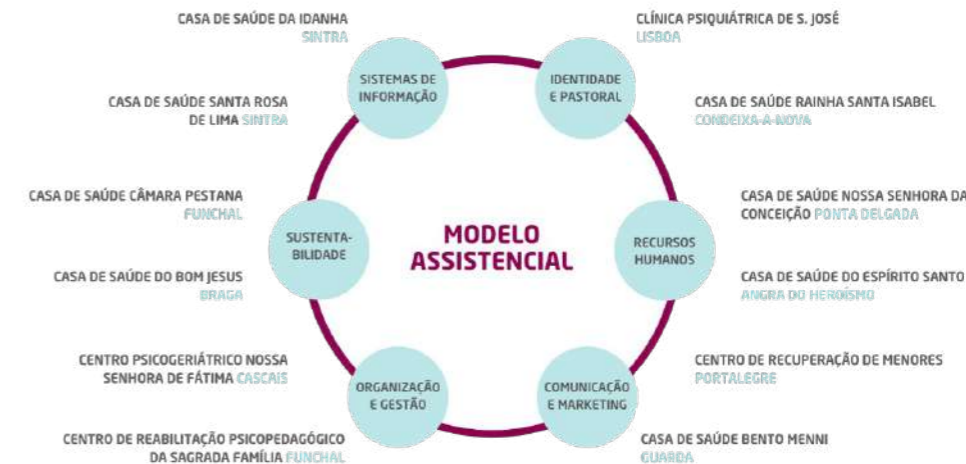 CASA DE SAÚDE DA IDANHA
SINTRA
CLÍNICA PSIQUIÁTRICA DE S. JOSÉ
LISBOA
SISTEMAS DE
INFORMAÇÃO
IDENTIDADE
E PASTORAL
CASA DE SAÚDE SANTA ROSA
DE LIMA SINTRA
CASA DE SAÚDE RAINHA SANTA ISABEL
CONDEIXA-A-NOVA
CASA DE SAÚDE CÂMARA PESTANA
FUNCHAL
CASA DE SAÚDE NOSSA SENHORA DA
CONCEIÇÃO PONTA DELGADA
SUSTENTA-
BILIDADE
MODELO
ASSISTENCIAL
RECURSOS
HUMANOS
CASA DE SAÚDE DO BOM JESUS
BRAGA
CASA DE SAÚDE DO ESPÍRITO SANTO
ANGRA DO HEROÍSMO
CENTRO PSICOGERIÁTRICO NOSSA
SENHORA DE FÁTIMA CASCAIS
CENTRO DE RECUPERAÇÃO DE MENORES
PORTALEGRE
ORGANIZAÇÃO
E GESTÃO
COMUNICAÇÃO
E MARKETING
CENTRO DE REABILITAÇÃO PSICOPEDAGÓGICO
DA SAGRADA FAMÍLIA FUNCHAL
CASA DE SAÚDE BENTO MENNI
GUARDA